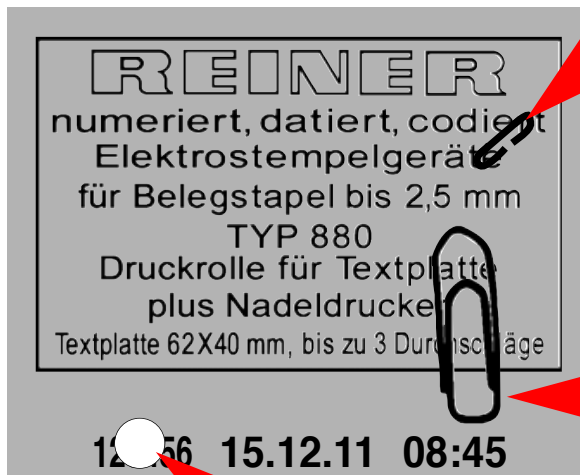 REINER
numeriert, datiert, codiert
Elektrostempelgeräte
für Belegstapel bis 2,5 mm
TYP 880
Druckrolle für Textplatte
plus Nadeldrucker
Textplatte 62X40 mm, bis zu 3 Durchschläge
15.12.11 08:45